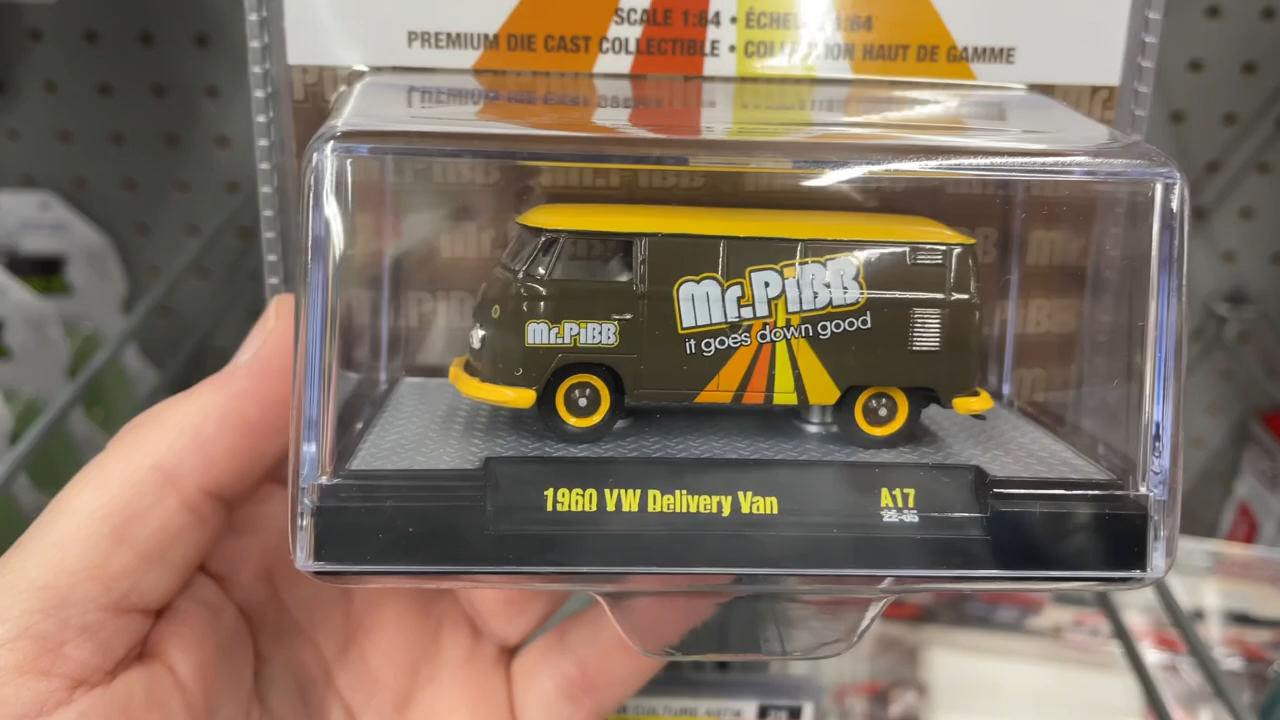 SCALE 1:64 • ÉCHELLE 1:64
PREMIUM DIE CAST COLLECTIBLE • COLLECTION HAUT DE GAMME
Mr.PiBB
Mr.PiBB
it goes down good
1960 VW Delivery Van
A17
22-05